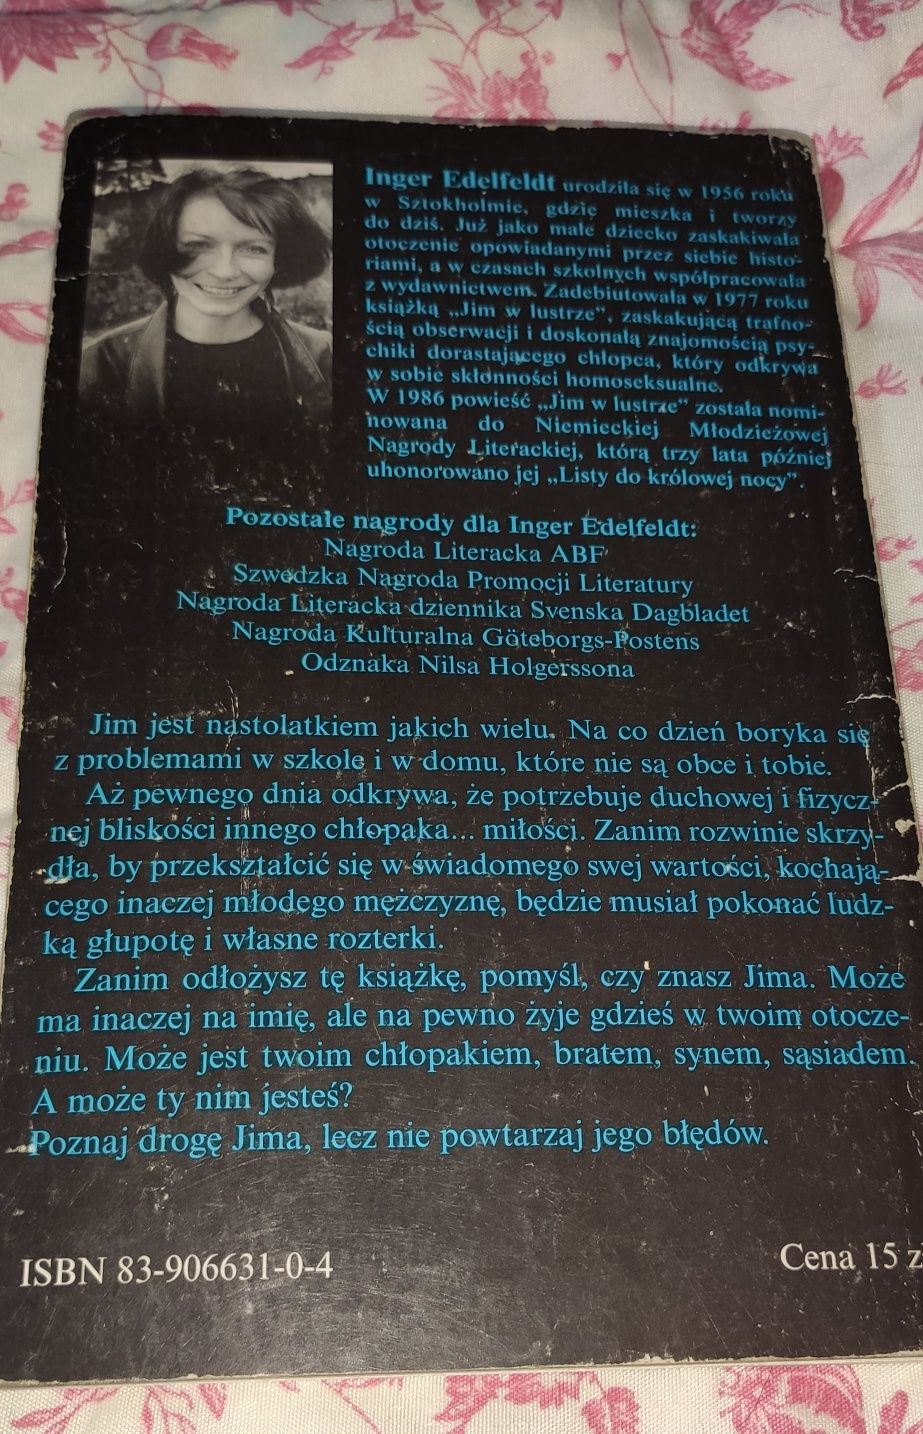 Inger Edelfeldt urodziła się w 1956 roku
w Sztokholmie, gdzie mieszka i tworzy
do dziś. Już jako małe dziecko zaskakiwała
otoczenie opowiadanymi przez siebie histo-
riami, a w czasach szkolnych współpracowała
z wydawnictwem. Zadebiutowała w 1977 roku
książką „Jim w lustrze”, zaskakującą trafno-
ścią obserwacji i doskonałą znajomością psy-
chiki dorastającego chłopca, który odkrywa
w sobie skłonności homoseksualne.
W 1986 powieść „Jim w lustrze” została nomi-
nowana do Niemieckiej Młodzieżowej
Nagrody Literackiej, którą trzy lata później
uhonorowano jej „Listy do królowej nocy”.
Pozostałe nagrody dla Inger Edelfeldt:
Nagroda Literacka ABF
Szwedzka Nagroda Promocji Literatury
Nagroda Literacka dziennika Svenska Dagbladet
Nagroda Kulturalna Göteborgs-Postens
Odznaka Nilsa Holgerssona
Jim jest nastolatkiem jakich wielu. Na co dzień boryka się
z problemami w szkole i w domu, które nie są obce i tobie.
Aż pewnego dnia odkrywa, że potrzebuje duchowej i fizycz-
nej bliskości innego chłopaka... miłości. Zanim rozwinie skrzy-
dła, by przekształcić się w świadomego swej wartości, kochają-
cego inaczej młodego mężczyznę, będzie musiał pokonać ludz-
ką głupotę i własne rozterki.
Zanim odłożysz tę książkę, pomyśl, czy znasz Jima. Może
ma inaczej na imię, ale na pewno żyje gdzieś w twoim otocze-
niu. Może jest twoim chłopakiem, bratem, synem, sąsiadem.
A może ty nim jesteś?
Poznaj drogę Jima, lecz nie powtarzaj jego błędów.
ISBN 83-906631-0-4
Cena 15 z